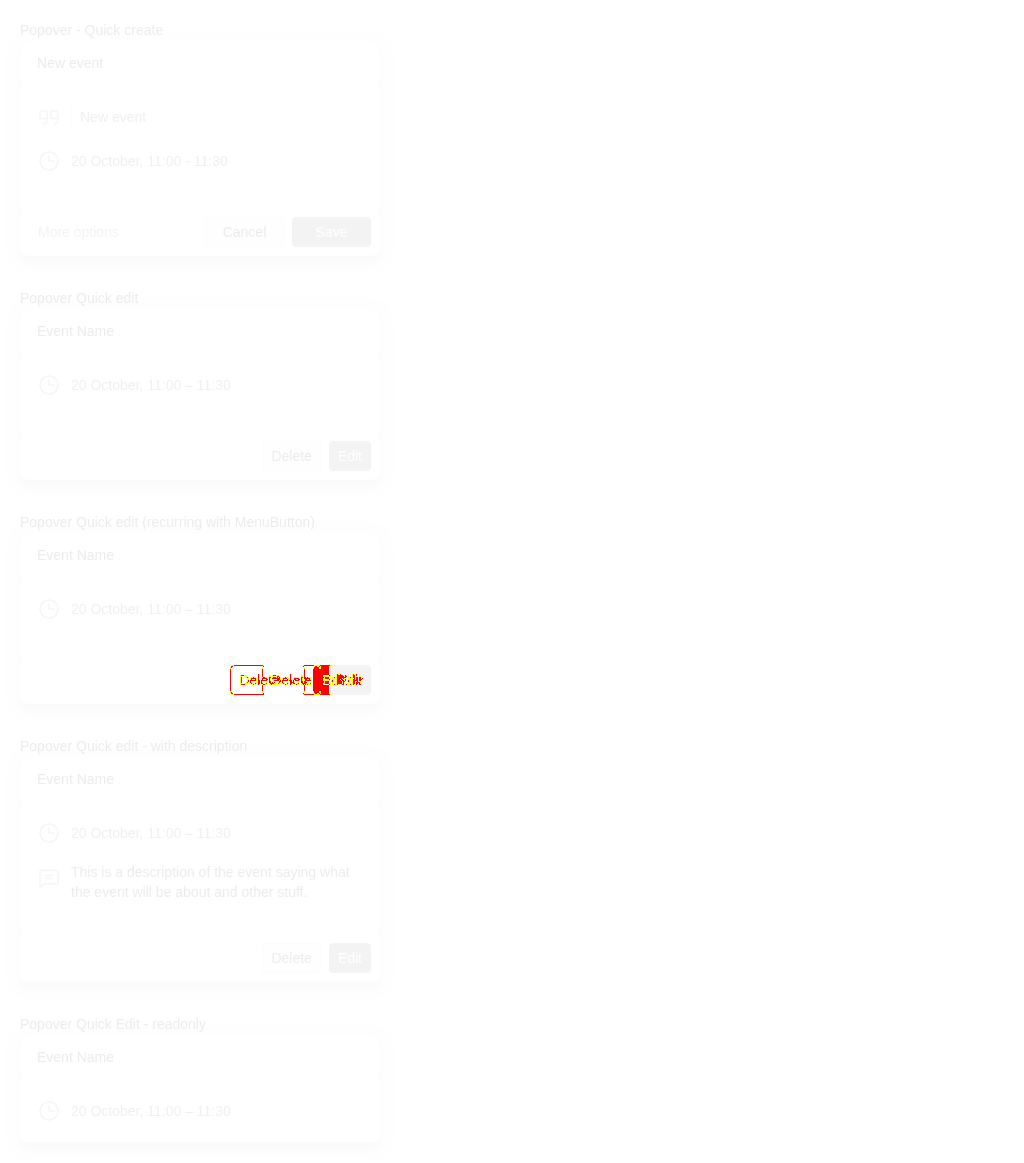 Popover - Quick create
New event
New event
20 October, 11:00 - 11:30
More options Cancel Save
Popover Quick edit
Event Name
20 October, 11:00 – 11:30
Delete Edit
Popover Quick edit (recurring with MenuButton)
Event Name
20 October, 11:00 – 11:30
Popover Quick edit - with description
Event Name
20 October, 11:00 – 11:30
This is a description of the event saying what
the event will be about and other stuff.
Delete Edit
Popover Quick Edit - readonly
Event Name
20 October, 11:00 – 11:30